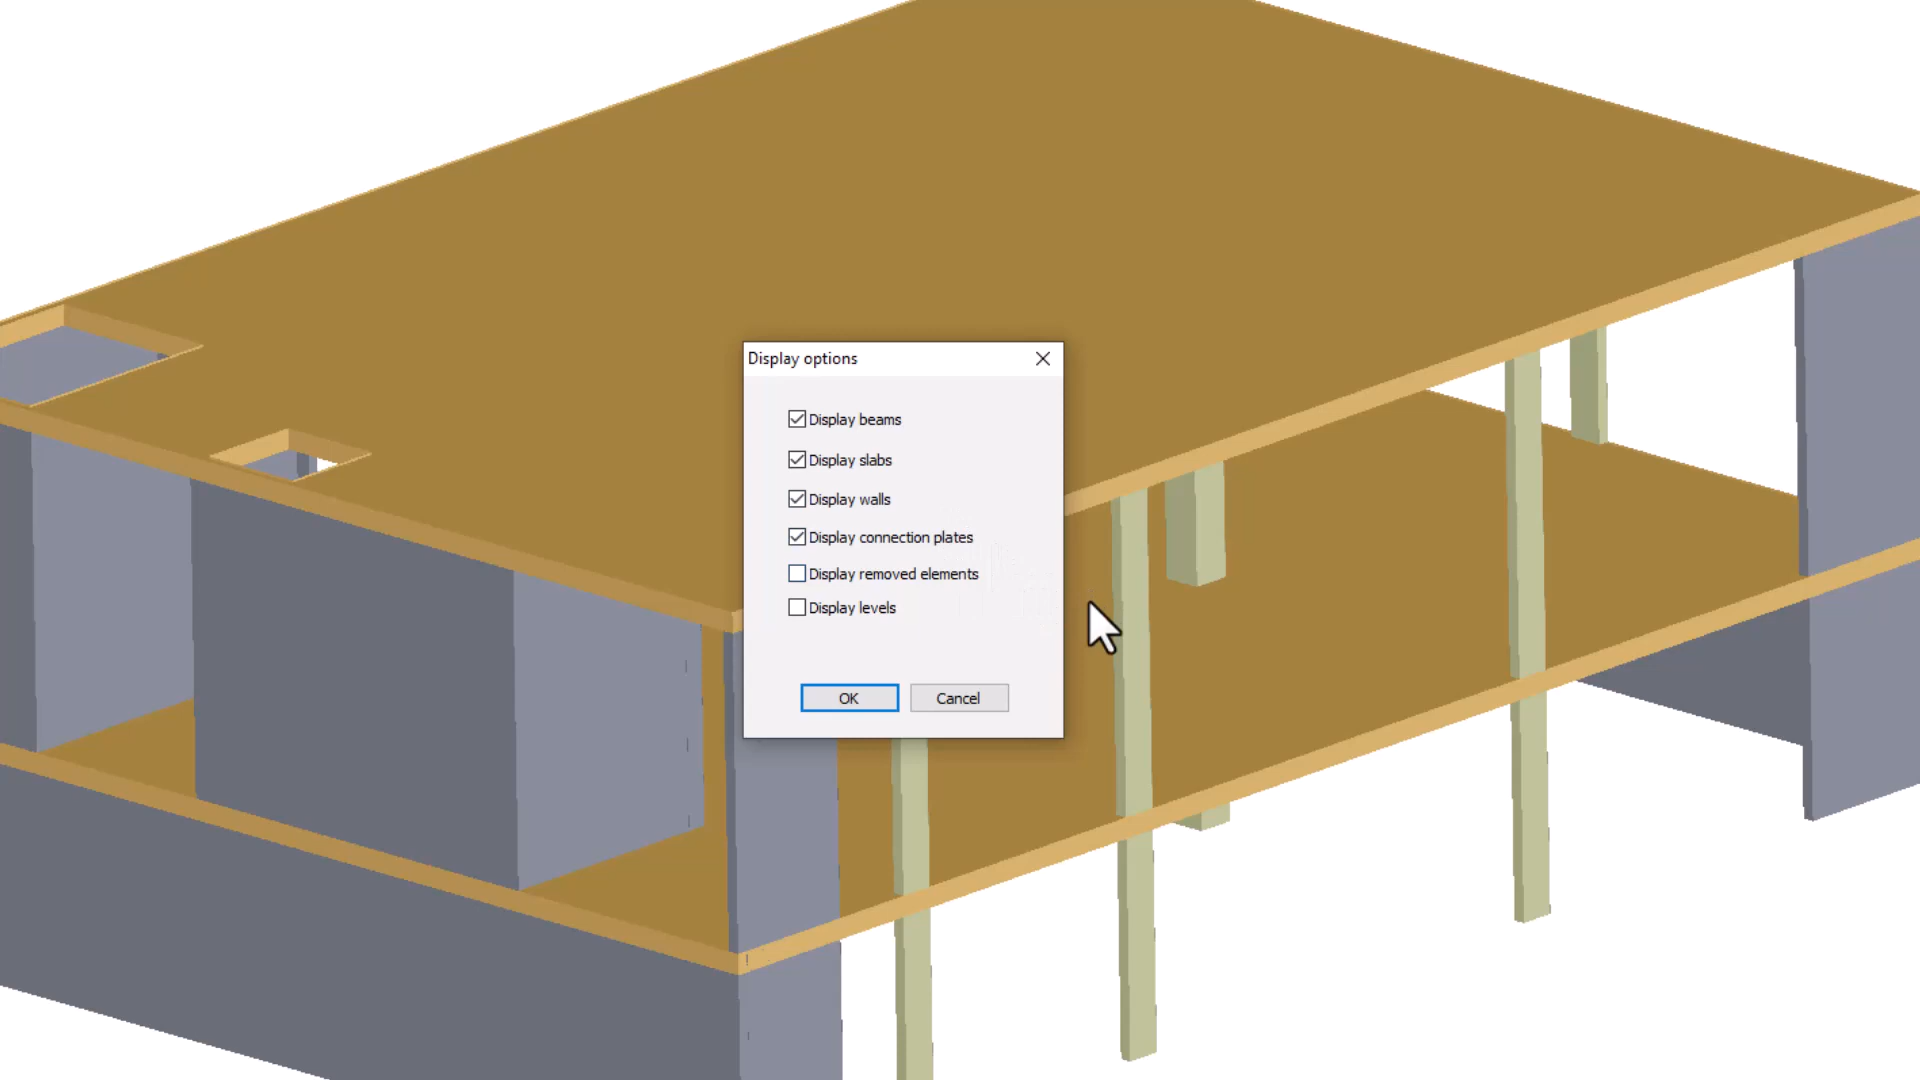 Display options
Display beams
Display slabs
Display walls
Display connection plates
Display removed elements
Display levels
OK
Cancel